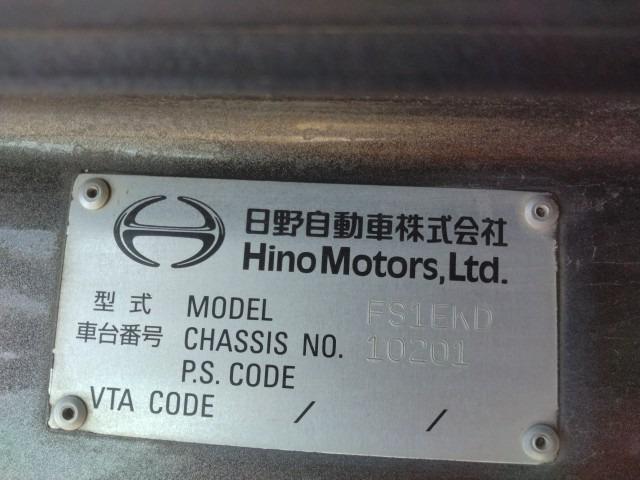 日野自動車株式会社
Hino Motors, Ltd.
型式 MODEL FS1EKD
車台番号 CHASSIS NO. 10201
P.S. CODE
VTA CODE / /